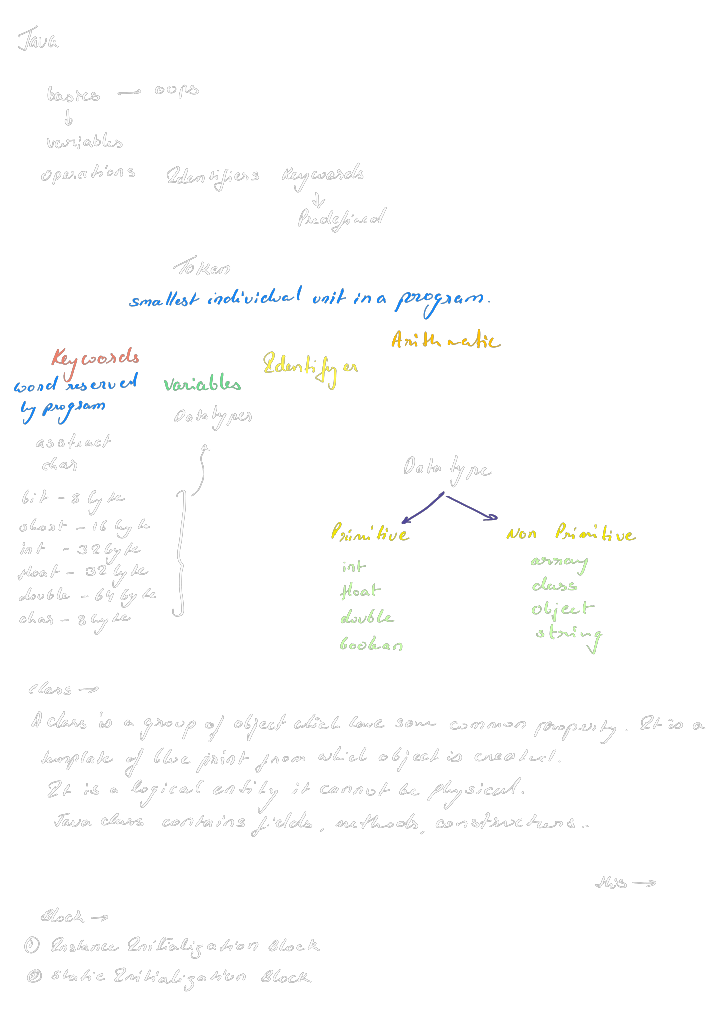 Java
basics → oops
↓
variables
operations Identifiers Keywords
↓
Predefined
Token
smallest individual unit in a program.
Arithmatic
Keywords
Identifyer
word reserved
by program
variables
Datatypes
abstract
char
Data type
bit - 8 byte
short - 16 byte
int - 32 byte
float - 32 byte
double - 64 byte
char - 8 byte
Primitive
int
float
double
boolean
Non Primitive
array
class
object
string
class →
A class is a group of object which have some common property. It is a
template of blue print from which object is created.
It is a logical entity it cannot be physical.
Java class contains fields, methods, constructure.
this →
Block →
① Instance Initialization Block
② Static Initialization Block